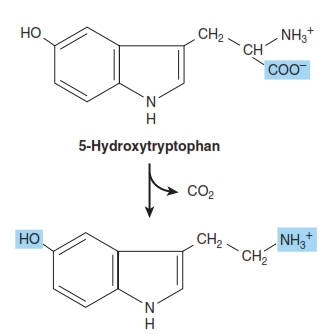 HO
CH₂
NH₃⁺
CH
COO⁻
N
H
5-Hydroxytryptophan
CO₂
HO
CH₂
NH₃⁺
CH₂
N
H